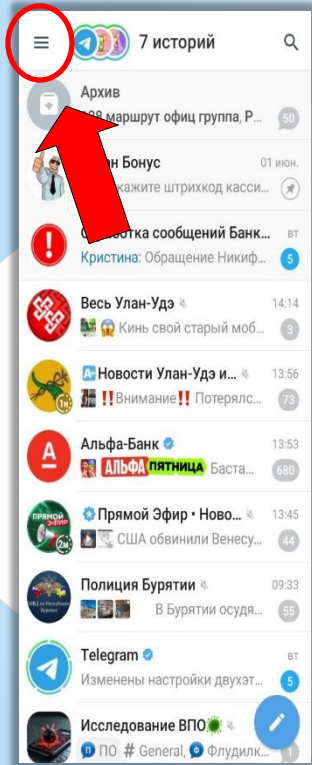 7 историй
Архив
маршрут офиц группа, Р... 50
Бонус 01 июн.
кажите штрихкод касси...
сообщений Банк... вт
Кристина: Обращение Никиф... 5
Весь Улан-Удэ 14:14
Кинь свой старый моб... 3
Новости Улан-Удэ и... 13:56
‼Внимание‼ Потерялс... 73
Альфа-Банк 13:53
АЛЬФА ПЯТНИЦА Баста... 680
Прямой Эфир • Ново... 13:45
США обвинили Венесу... 44
Полиция Бурятии 09:33
В Бурятии осудя... 55
Telegram вт
Изменены настройки двухэт... 5
Исследование ВПО
ПО # General, Флудилк... 1